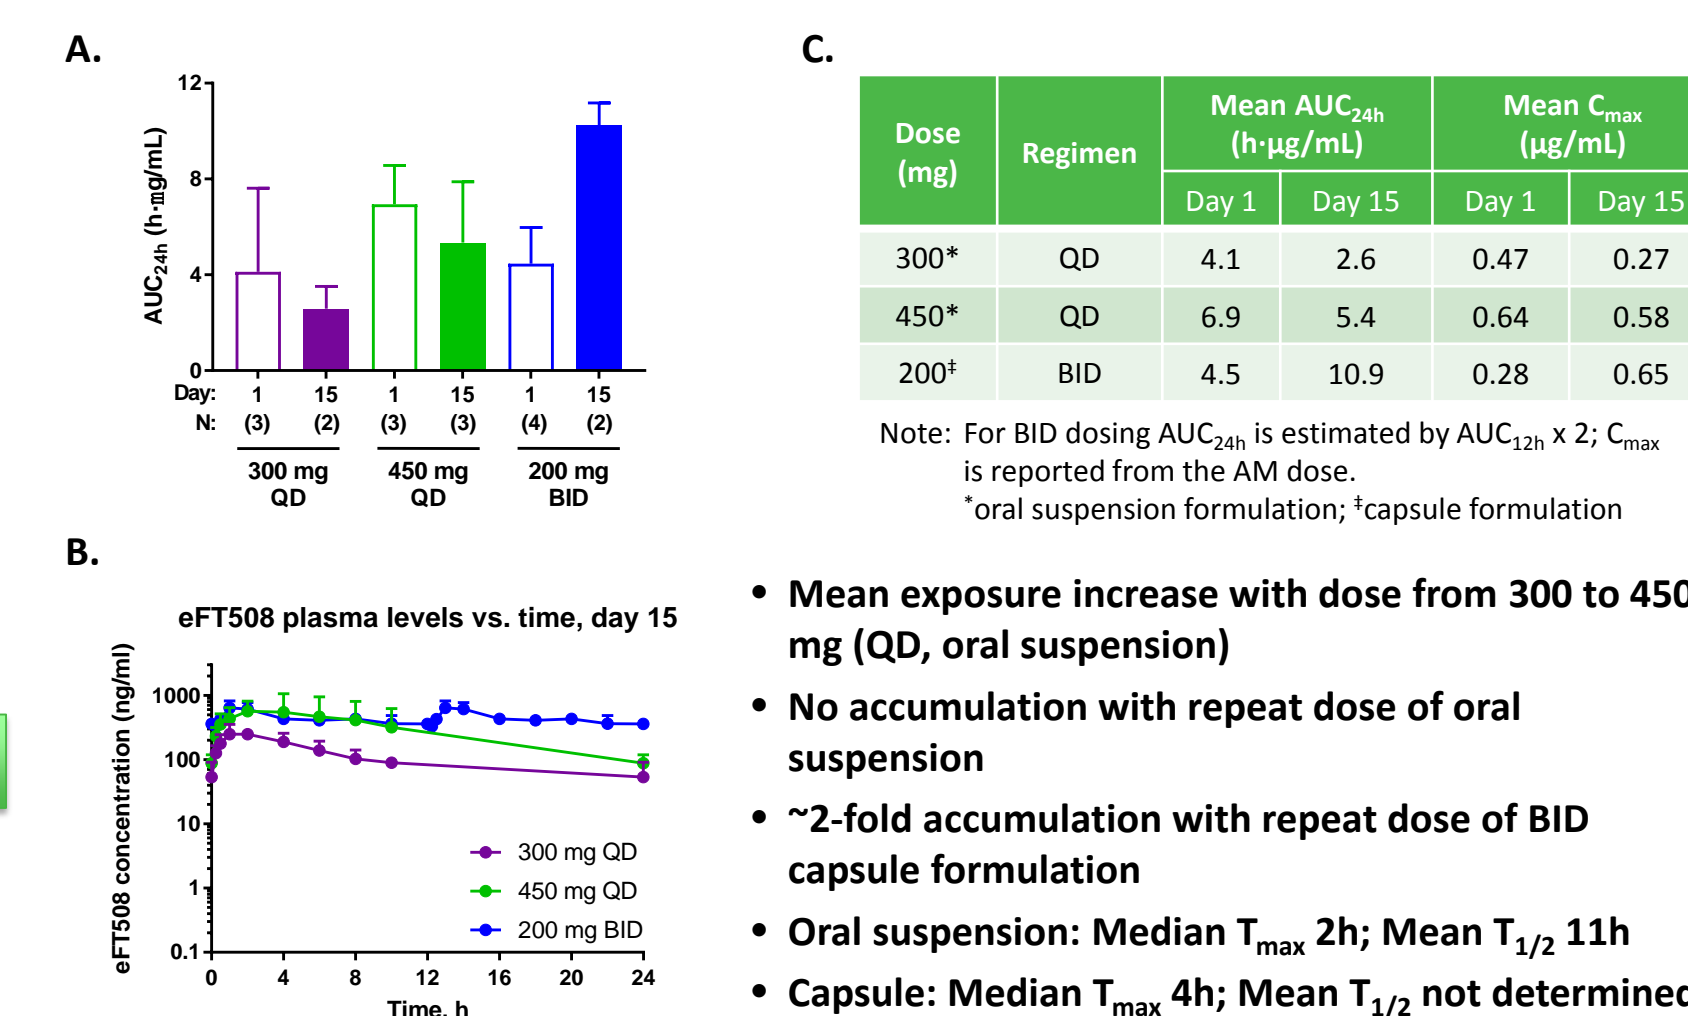 A.
12
8
4
0
AUC24h (h·mg/mL)
Day: 1 15 1 15 1 15
N: (3) (2) (3) (3) (4) (2)
300 mg QD
450 mg QD
200 mg BID
B.
eFT508 plasma levels vs. time, day 15
eFT508 concentration (ng/ml)
1000
100
10
1
0.1
300 mg QD
450 mg QD
200 mg BID
0 4 8 12 16 20 24
Time, h
C.
Dose (mg) Regimen Mean AUC24h (h·µg/mL) Mean Cmax (µg/mL)
Day 1 Day 15 Day 1 Day 15
300* QD 4.1 2.6 0.47 0.27
450* QD 6.9 5.4 0.64 0.58
200‡ BID 4.5 10.9 0.28 0.65
Note: For BID dosing AUC24h is estimated by AUC12h x 2; Cmax
is reported from the AM dose.
*oral suspension formulation; ‡capsule formulation
• Mean exposure increase with dose from 300 to 450
mg (QD, oral suspension)
• No accumulation with repeat dose of oral
suspension
• ~2-fold accumulation with repeat dose of BID
capsule formulation
• Oral suspension: Median Tmax 2h; Mean T1/2 11h
• Capsule: Median Tmax 4h; Mean T1/2 not determined